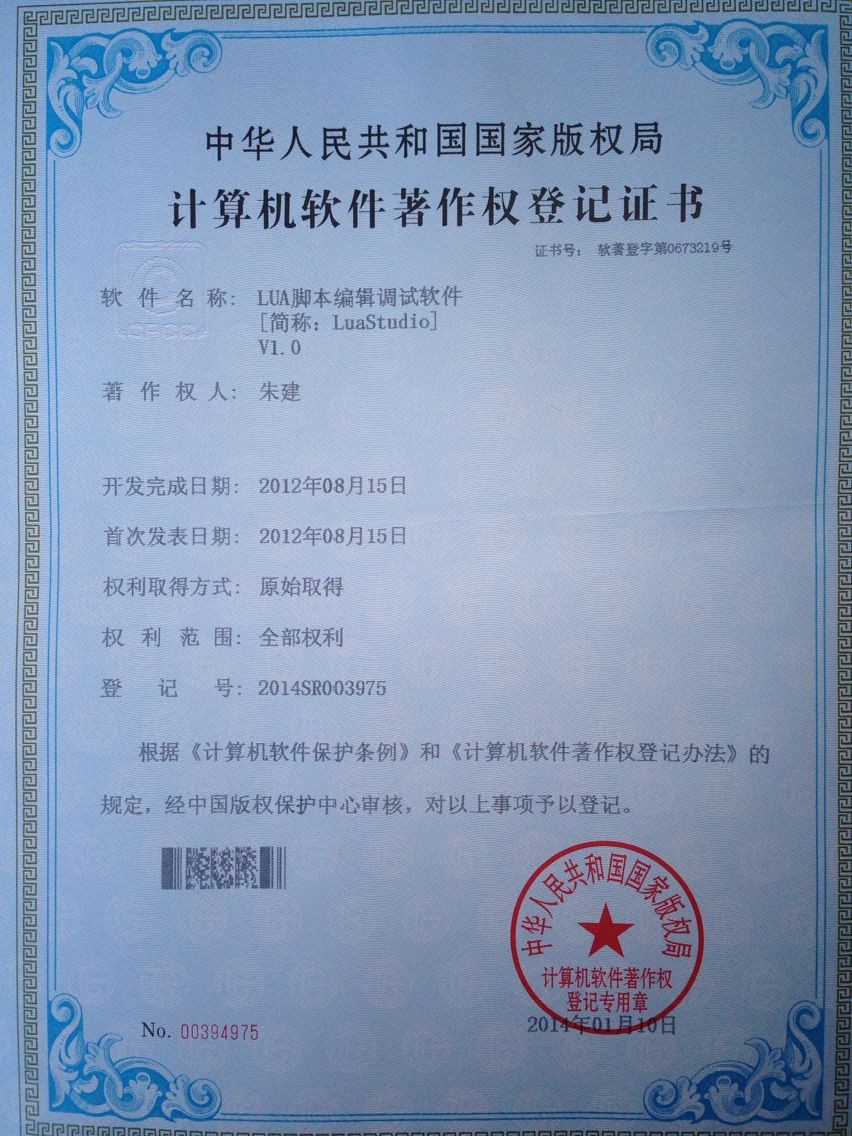 中华人民共和国国家版权局
计算机软件著作权登记证书
证书号： 软著登字第0673219号
CPCC
软件名称： LUA脚本编辑调试软件
[简称：LuaStudio]
V1.0
著作权人： 朱建
开发完成日期： 2012年08月15日
首次发表日期： 2012年08月15日
权利取得方式： 原始取得
权利范围： 全部权利
登记号： 2014SR003975
根据《计算机软件保护条例》和《计算机软件著作权登记办法》的
规定，经中国版权保护中心审核，对以上事项予以登记。
中华人民共和国国家版权局
计算机软件著作权
登记专用章
No. 00394975
2014年01月10日